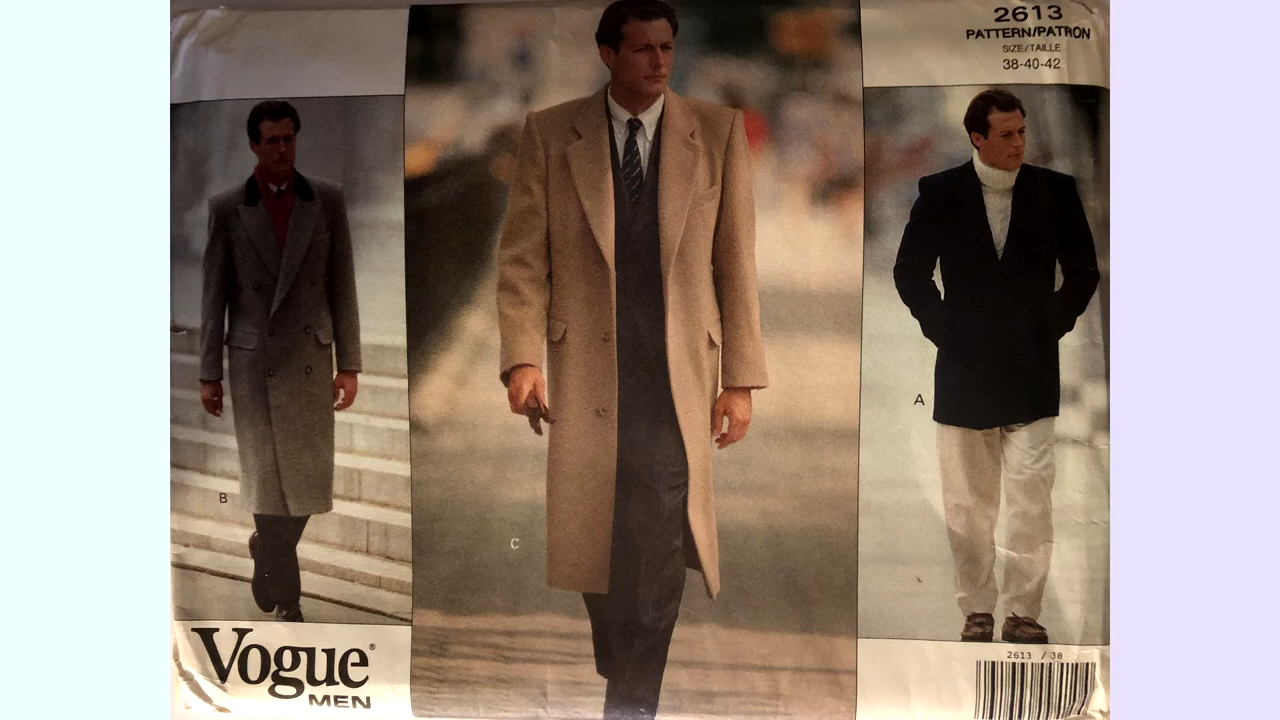 2613
PATTERN/PATRON
SIZE/TAILLE
38-40-42
B
C
A
Vogue®
MEN
2613 / 38